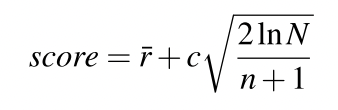 score = r̄ + c√(2 ln N / (n + 1))